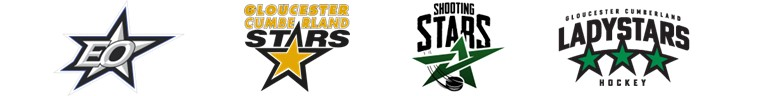 EO
GLOUCESTER
CUMBERLAND
STARS
SHOOTING
STARS
GLOUCESTER CUMBERLAND
LADYSTARS
HOCKEY